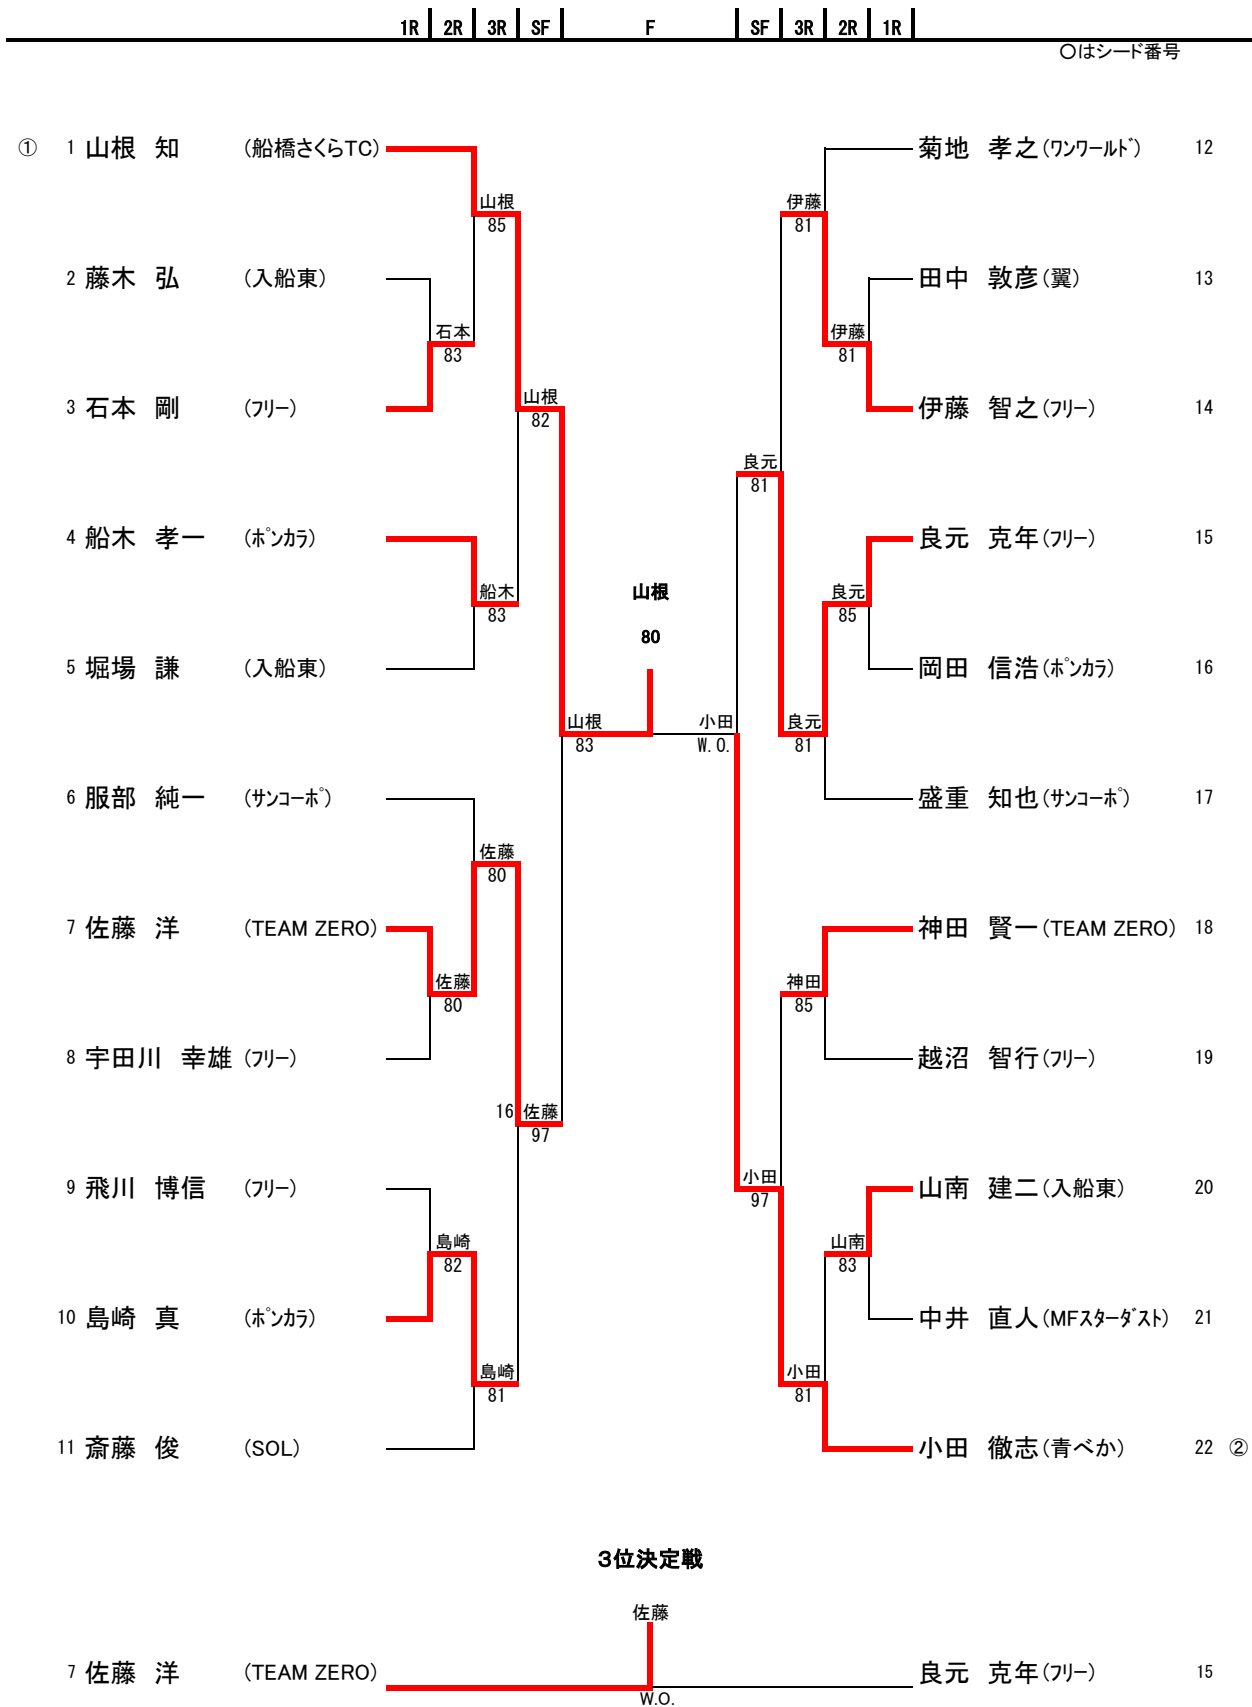 1R 2R 3R SF F SF 3R 2R 1R
○はシード番号
① 1 山根 知 (船橋さくらTC) 菊地 孝之(ワンワールド) 12
山根 伊藤
85 81
2 藤木 弘 (入船東) 田中 敦彦(翼) 13
石本 伊藤
83 81
3 石本 剛 (フリー) 伊藤 智之(フリー) 14
山根
82
良元
81
4 船木 孝一 (ポンカラ) 良元 克年(フリー) 15
船木 山根 良元
83 80 85
5 堀場 謙 (入船東) 岡田 信浩(ポンカラ) 16
山根 小田 良元
83 W.O. 81
6 服部 純一 (サンコーポ) 盛重 知也(サンコーポ) 17
佐藤
80
7 佐藤 洋 (TEAM ZERO) 神田 賢一(TEAM ZERO) 18
佐藤 神田
80 85
8 宇田川 幸雄 (フリー) 越沼 智行(フリー) 19
16 佐藤
97
9 飛川 博信 (フリー) 小田 山南 建二(入船東) 20
97
島崎 山南
82 83
10 島崎 真 (ポンカラ) 中井 直人(MFスターダスト) 21
島崎 小田
81 81
11 斎藤 俊 (SOL) 小田 徹志(青べか) 22 ②
3位決定戦
佐藤
7 佐藤 洋 (TEAM ZERO) 良元 克年(フリー) 15
W.O.